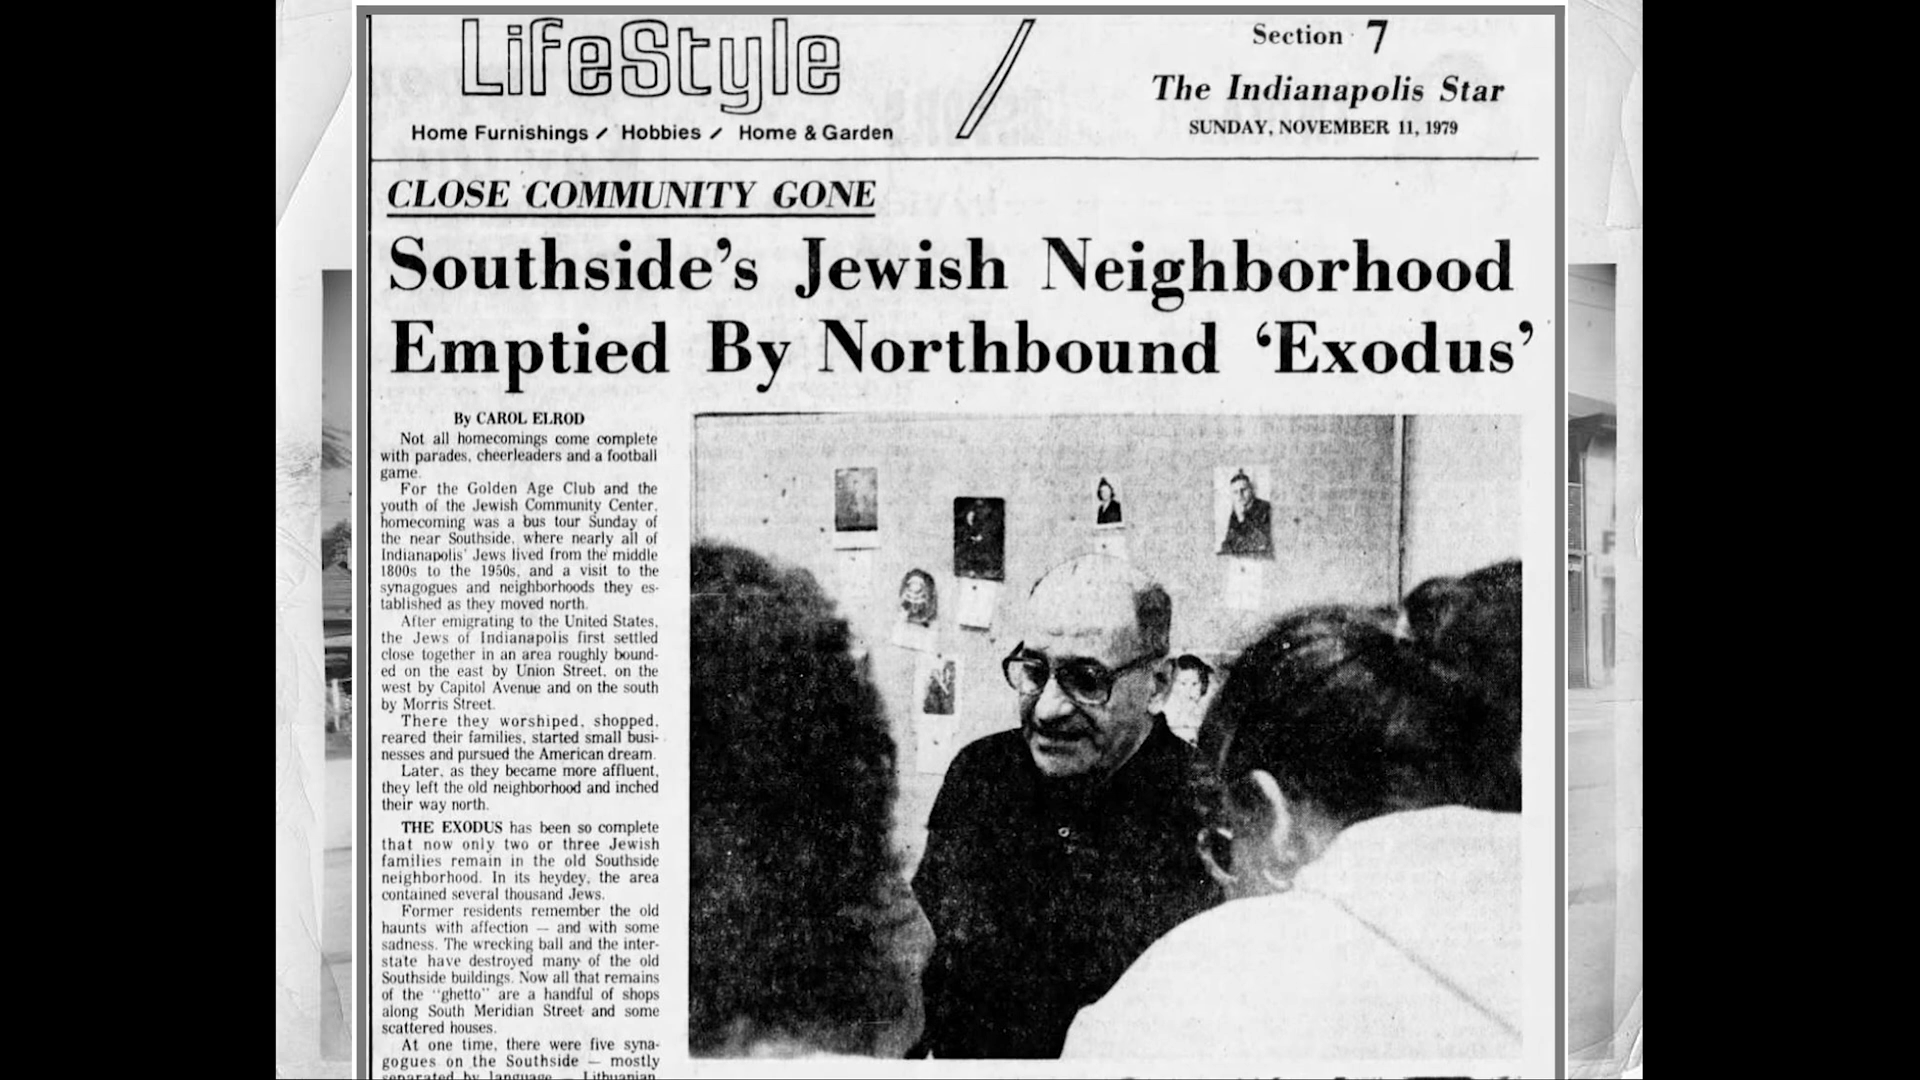 LifeStyle
Home Furnishings / Hobbies / Home & Garden
Section 7
The Indianapolis Star
SUNDAY, NOVEMBER 11, 1979
CLOSE COMMUNITY GONE
Southside's Jewish Neighborhood
Emptied By Northbound 'Exodus'
By CAROL ELROD
Not all homecomings come complete
with parades, cheerleaders and a football
game.
For the Golden Age Club and the
youth of the Jewish Community Center,
homecoming was a bus tour Sunday of
the near Southside, where nearly all of
Indianapolis' Jews lived from the middle
1800s to the 1950s, and a visit to the
synagogues and neighborhoods they es-
tablished as they moved north.
After emigrating to the United States,
the Jews of Indianapolis first settled
close together in an area roughly bound-
ed on the east by Union Street, on the
west by Capitol Avenue and on the south
by Morris Street.
There they worshiped, shopped,
reared their families, started small busi-
nesses and pursued the American dream.
Later, as they became more affluent,
they left the old neighborhood and inched
their way north.
THE EXODUS has been so complete
that now only two or three Jewish
families remain in the old Southside
neighborhood. In its heydey, the area
contained several thousand Jews.
Former residents remember the old
haunts with affection — and with some
sadness. The wrecking ball and the inter-
state have destroyed many of the old
Southside buildings. Now all that remains
of the "ghetto" are a handful of shops
along South Meridian Street and some
scattered houses.
At one time, there were five syna-
gogues on the Southside — mostly
separated by language — Lithuanian,